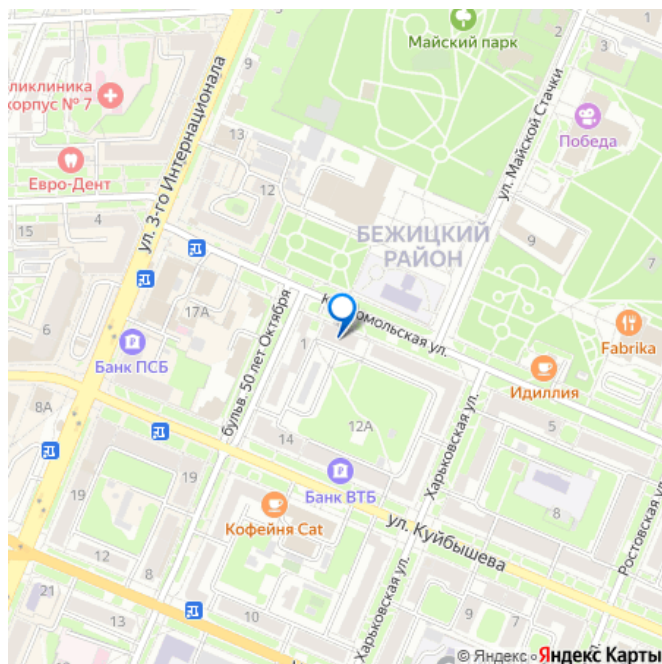 Майский парк
2
3
1
9
оликлиника
корпус № 7
ул. 3-го Интернационала
ул. Майской Стачки
Победа
13
Евро-Дент
12
4
15
БЕЖИЦКИЙ
РАЙОН
9
7
17А
6
Банк ПСБ
бульв. 50 лет Октября
1
омольская ул.
Fabrika
Идиллия
8А
12А
14
5
Харьковская ул.
19
19
Банк ВТБ
8
Кофейня Cat
ул. Куйбышева
Ростовская ул.
12
8
21
13
10
Харьковская ул.
9
9
7
© Яндекс Яндекс Карты